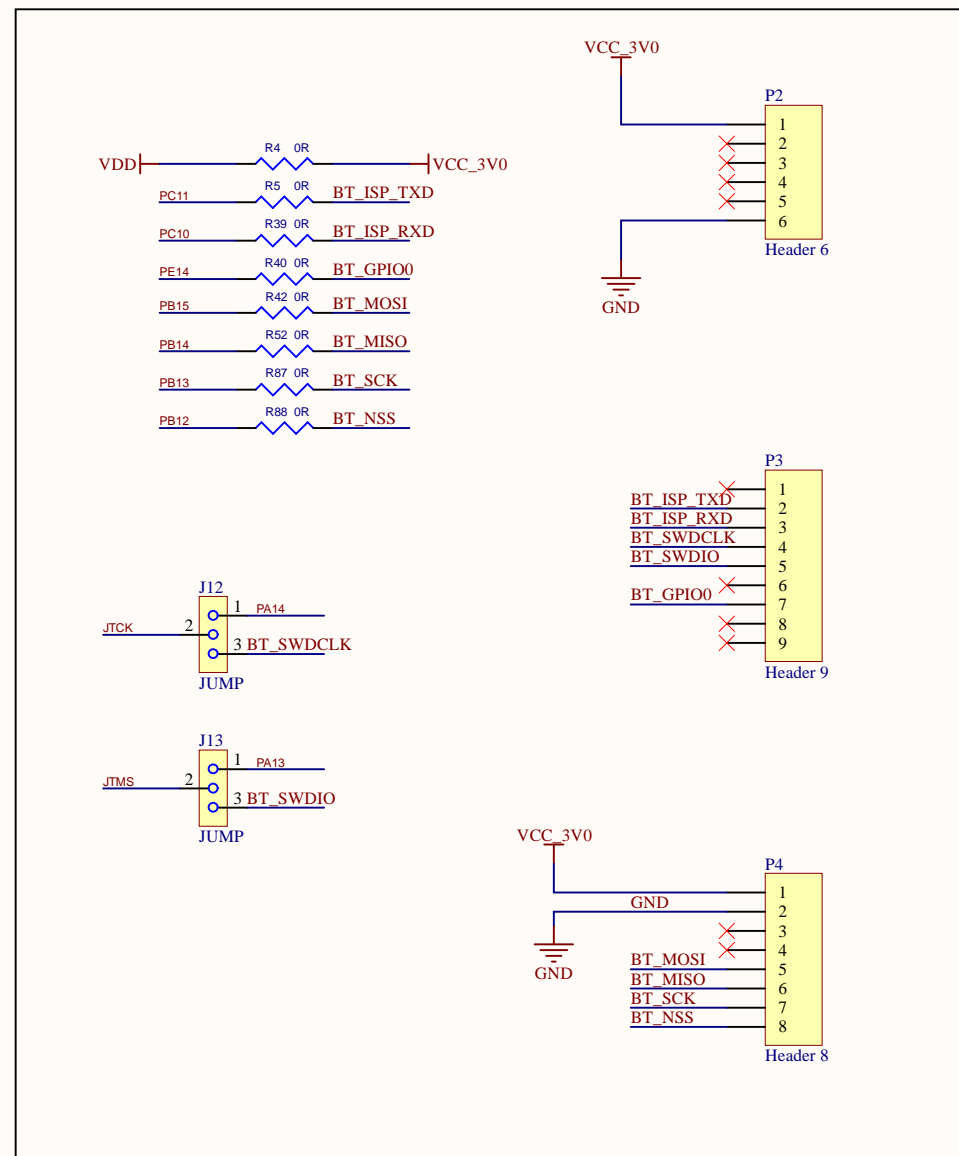 VCC_3V0
P2
1
2
3
4
5
6
Header 6
GND
R4 0R
VDD VCC_3V0
R5 0R
PC11 BT_ISP_TXD
R39 0R
PC10 BT_ISP_RXD
R40 0R
PE14 BT_GPIO0
R42 0R
PB15 BT_MOSI
R52 0R
PB14 BT_MISO
R87 0R
PB13 BT_SCK
R88 0R
PB12 BT_NSS
P3
1
BT_ISP_TXD 2
BT_ISP_RXD 3
BT_SWDCLK 4
BT_SWDIO 5
6
BT_GPIO0 7
8
9
Header 9
J12
1 PA14
JTCK 2
3 BT_SWDCLK
JUMP
J13
1 PA13
JTMS 2
3 BT_SWDIO
JUMP
VCC_3V0
P4
1
GND 2
3
4
GND
BT_MOSI 5
BT_MISO 6
BT_SCK 7
BT_NSS 8
Header 8